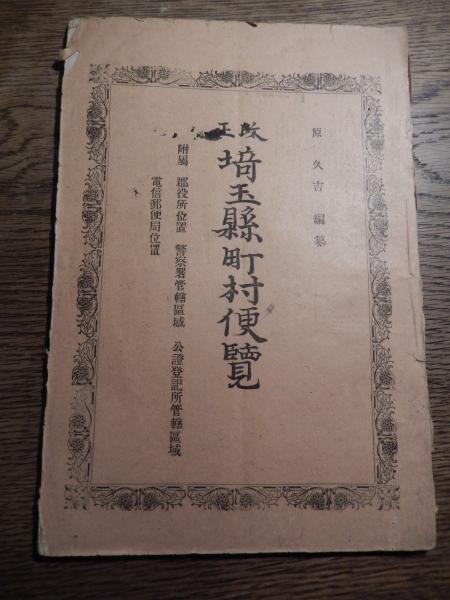 原久吉 編纂
改正
埼玉縣町村便覽
附屬 郡役所位置 警察署管轄區域 公證登記所管轄區域
電信郵便局位置